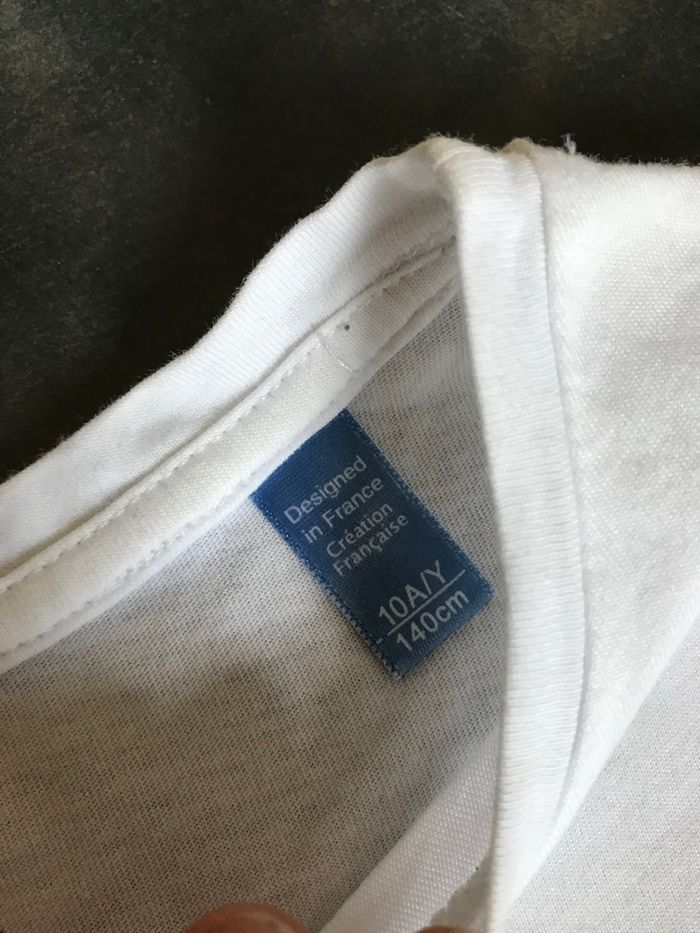 Designed
in France
Création
Française
10A/Y
140cm